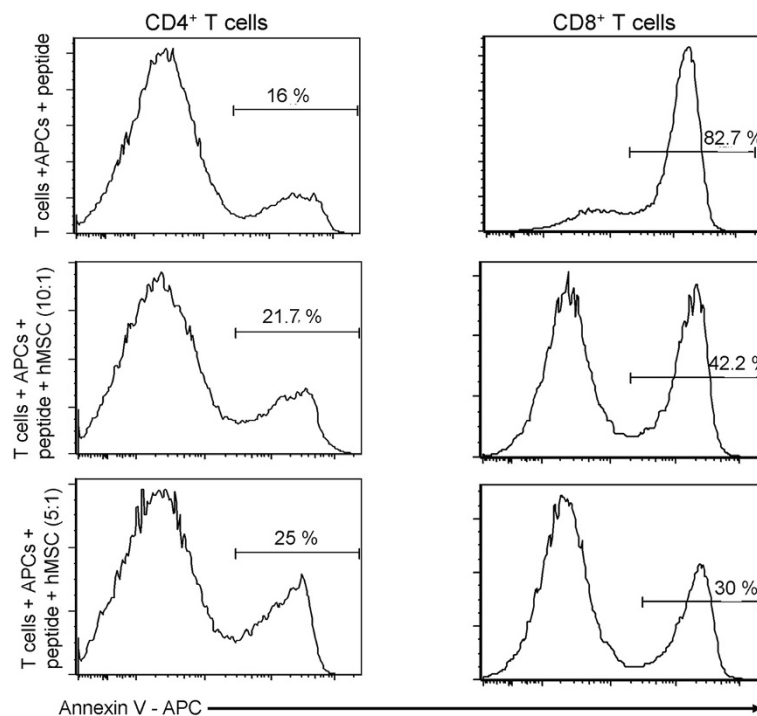 CD4⁺ T cells
CD8⁺ T cells
T cells +APCs + peptide
16 %
82.7 %
T cells + APCs +
peptide + hMSC (10:1)
21.7 %
42.2 %
T cells + APCs +
peptide + hMSC (5:1)
25 %
30 %
Annexin V - APC